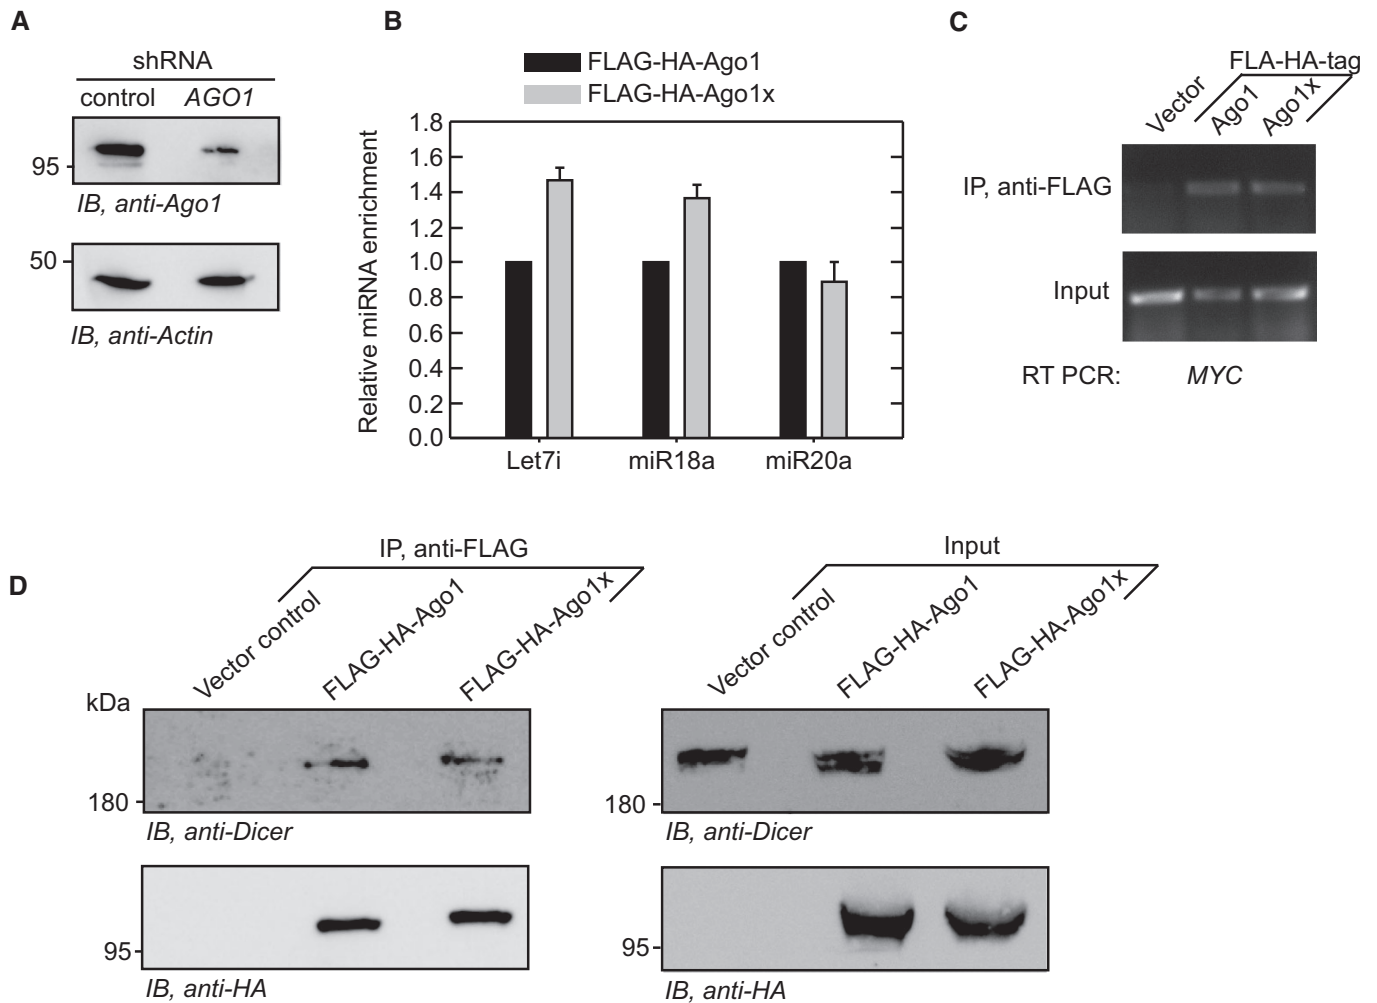 A
shRNA
control AGO1
95
IB, anti-Ago1
50
IB, anti-Actin
B
FLAG-HA-Ago1
FLAG-HA-Ago1x
Relative miRNA enrichment
1.8
1.6
1.4
1.2
1.0
0.8
0.6
0.4
0.2
0.0
Let7i miR18a miR20a
C
FLA-HA-tag
Vector Ago1 Ago1x
IP, anti-FLAG
Input
RT PCR: MYC
D
IP, anti-FLAG
Vector control FLAG-HA-Ago1 FLAG-HA-Ago1x
kDa
180
IB, anti-Dicer
95
IB, anti-HA
Input
Vector control FLAG-HA-Ago1 FLAG-HA-Ago1x
180
IB, anti-Dicer
95
IB, anti-HA